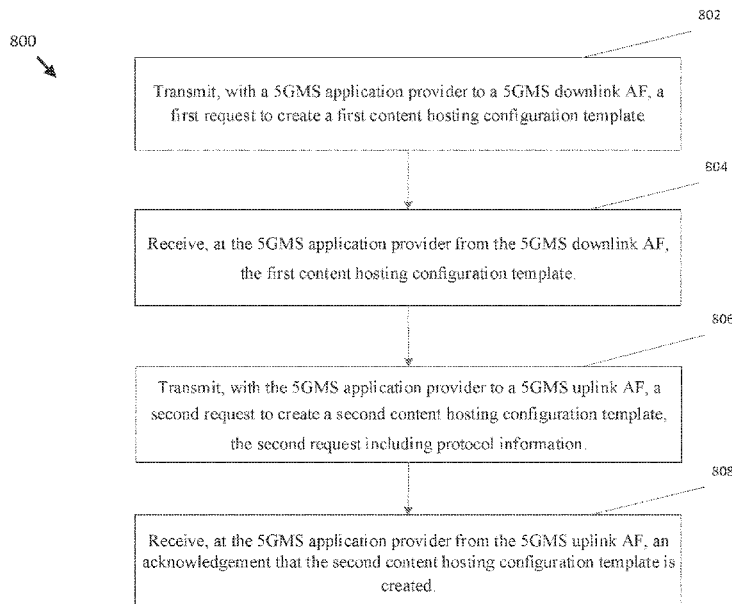 802
800
Transmit, with a 5GMS application provider to a 5GMS downlink AF, a
first request to create a first content hosting configuration template
804
Receive, at the 5GMS application provider from the 5GMS downlink AF,
the first content hosting configuration template.
806
Transmit, with the 5GMS application provider to a 5GMS uplink AF, a
second request to create a second content hosting configuration template,
the second request including protocol information.
808
Receive, at the 5GMS application provider from the 5GMS uplink AF, an
acknowledgement that the second content hosting configuration template is
created.